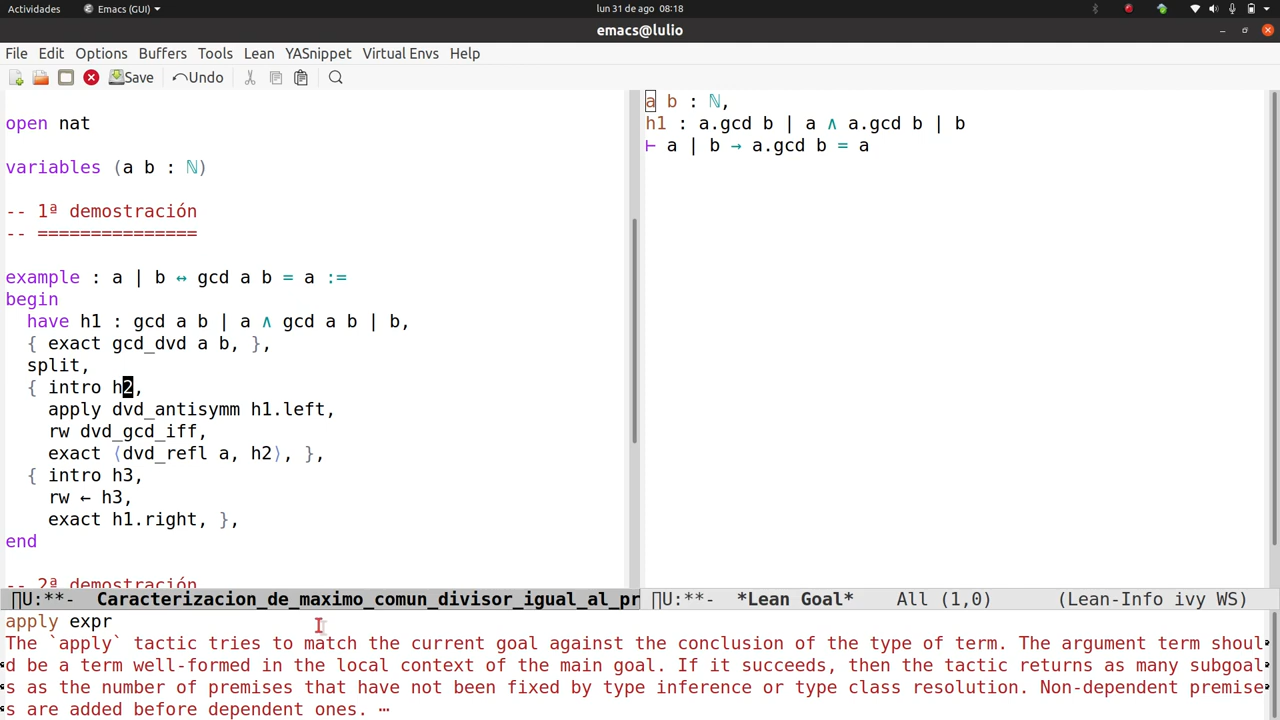 Actividades Emacs (GUI) lun 31 de ago 08:18
emacs@lulio
File Edit Options Buffers Tools Lean YASnippet Virtual Envs Help
Save Undo
open nat
variables (a b : ℕ)
-- 1ª demostración
-- ===============
example : a ∣ b ↔ gcd a b = a :=
begin
have h1 : gcd a b ∣ a ∧ gcd a b ∣ b,
{ exact gcd_dvd a b, },
split,
{ intro h2,
apply dvd_antisymm h1.left,
rw dvd_gcd_iff,
exact ⟨dvd_refl a, h2⟩, },
{ intro h3,
rw ← h3,
exact h1.right, },
end
-- 2ª demostración
a b : ℕ,
h1 : a.gcd b ∣ a ∧ a.gcd b ∣ b
⊢ a ∣ b → a.gcd b = a
U:**- Caracterizacion_de_maximo_comun_divisor_igual_al_pr
U:**- *Lean Goal* All (1,0) (Lean-Info ivy WS)
apply expr
The `apply` tactic tries to match the current goal against the conclusion of the type of term. The argument term shoul
d be a term well-formed in the local context of the main goal. If it succeeds, then the tactic returns as many subgoal
s as the number of premises that have not been fixed by type inference or type class resolution. Non-dependent premise
s are added before dependent ones. ⋯